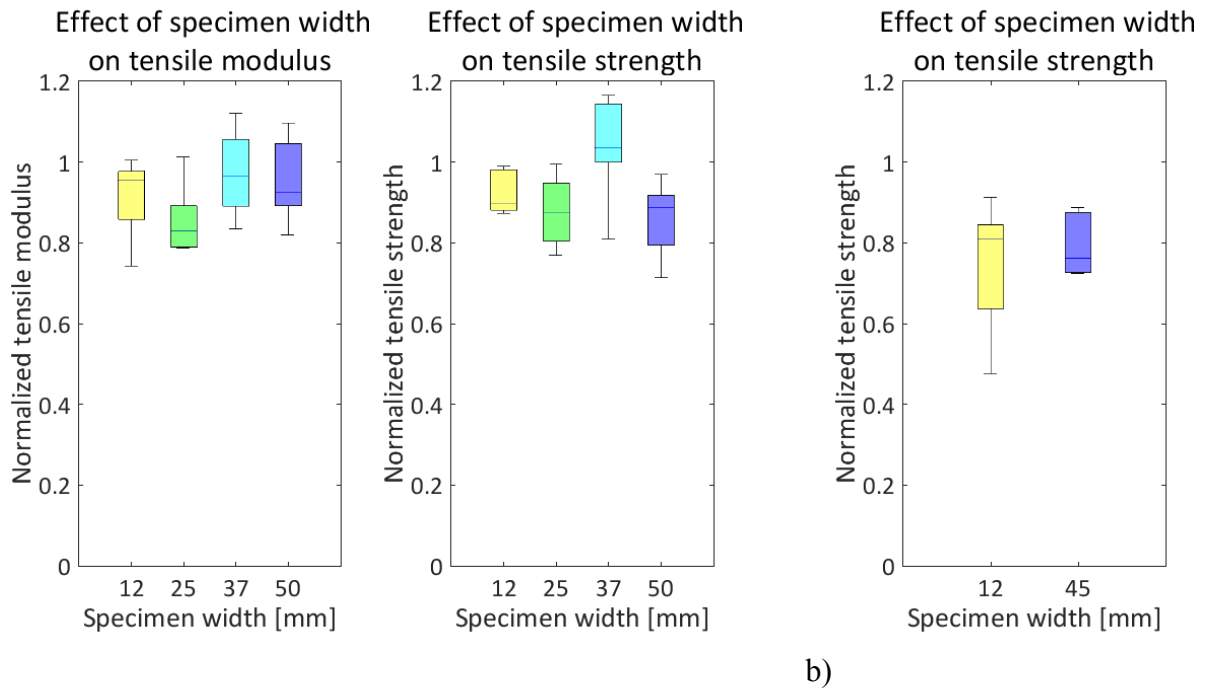 Effect of specimen width
on tensile modulus
Normalized tensile modulus
1.2
1
0.8
0.6
0.4
0.2
0
12 25 37 50
Specimen width [mm]
Effect of specimen width
on tensile strength
Normalized tensile strength
1.2
1
0.8
0.6
0.4
0.2
0
12 25 37 50
Specimen width [mm]
Effect of specimen width
on tensile strength
Normalized tensile strength
1.2
1
0.8
0.6
0.4
0.2
0
12 45
Specimen width [mm]
b)